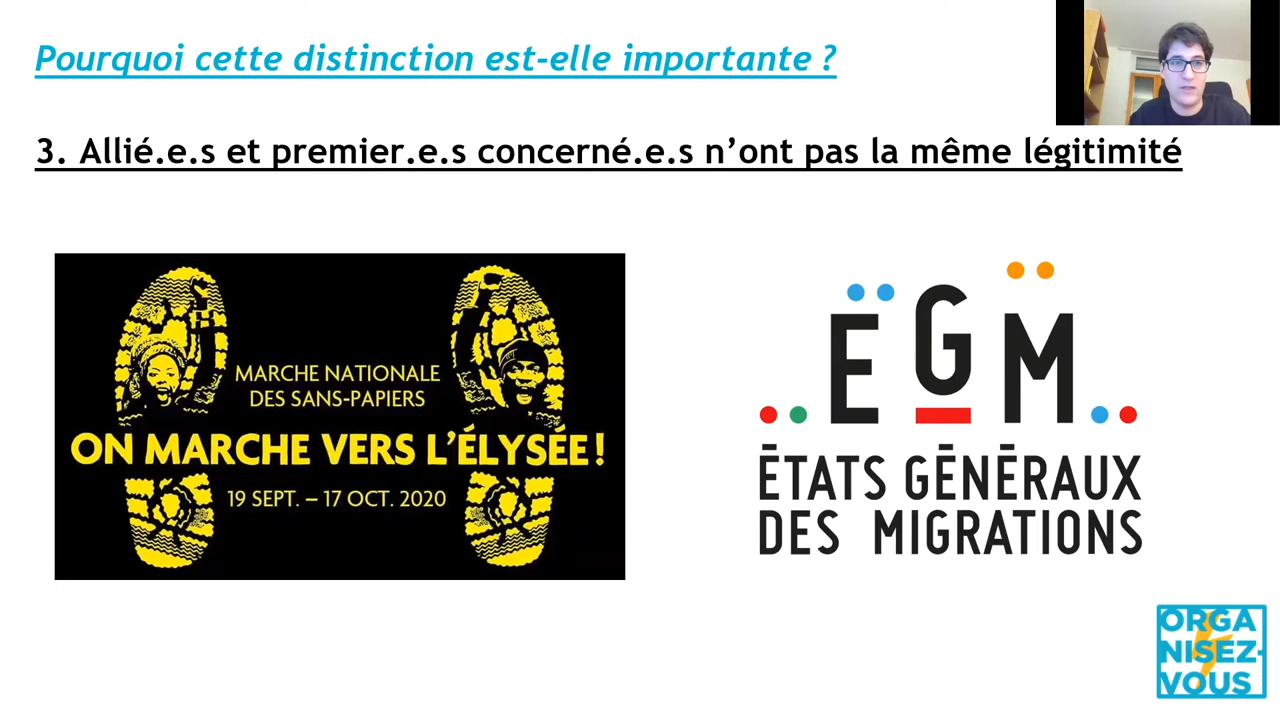 Pourquoi cette distinction est-elle importante ?
3. Allié.e.s et premier.e.s concerné.e.s n’ont pas la même légitimité
MARCHE NATIONALE
DES SANS-PAPIERS
ON MARCHE VERS L’ÉLYSÉE !
19 SEPT. – 17 OCT. 2020
EGM
ÉTATS GÉNÉRAUX
DES MIGRATIONS
ORGA
NISEZ-
VOUS